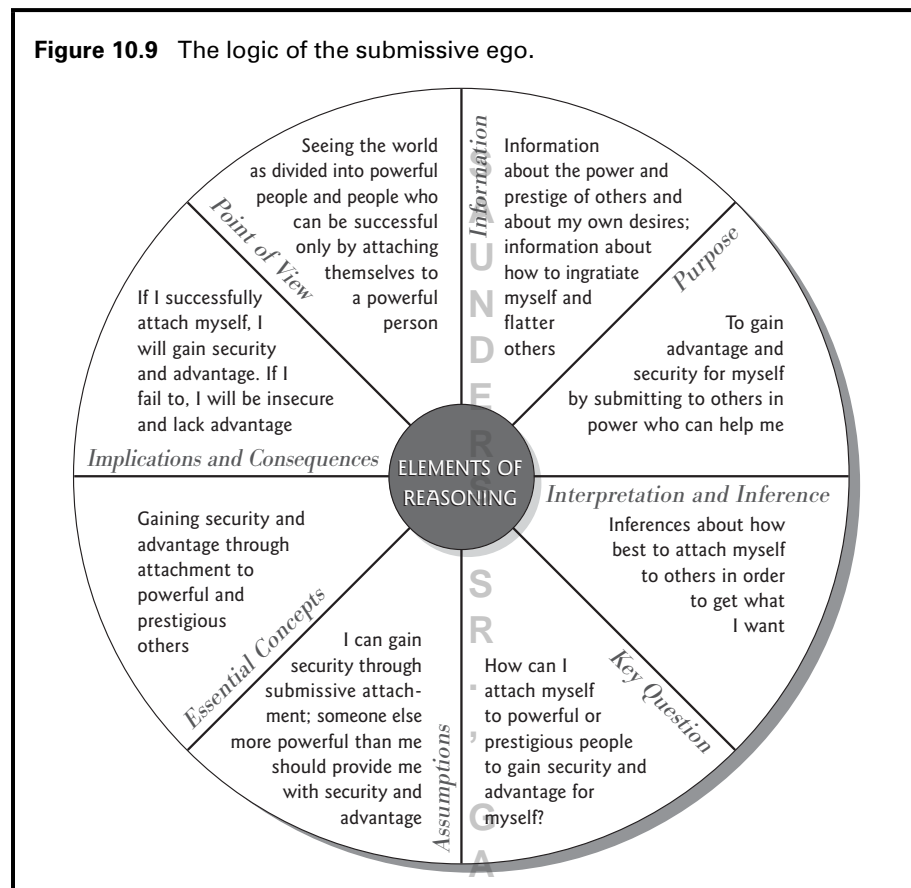 Figure 10.9 The logic of the submissive ego.
Information
Information
about the power and
prestige of others and
about my own desires;
information about
how to ingratiate
myself and
flatter
others
Purpose
To gain
advantage and
security for myself
by submitting to others in
power who can help me
Interpretation and Inference
Inferences about how
best to attach myself
to others in order
to get what
I want
Key Question
How can I
attach myself
to powerful or
prestigious people
to gain security and
advantage for
myself?
Assumptions
I can gain
security through
submissive attach-
ment; someone else
more powerful than me
should provide me
with security and
advantage
Essential Concepts
Gaining security and
advantage through
attachment to
powerful and
prestigious
others
Implications and Consequences
If I successfully
attach myself, I
will gain security
and advantage. If I
fail to, I will be insecure
and lack advantage
Point of View
Seeing the world
as divided into powerful
people and people who
can be successful
only by attaching
themselves to
a powerful
person
ELEMENTS OF
REASONING
SAUNDERS SR., GA